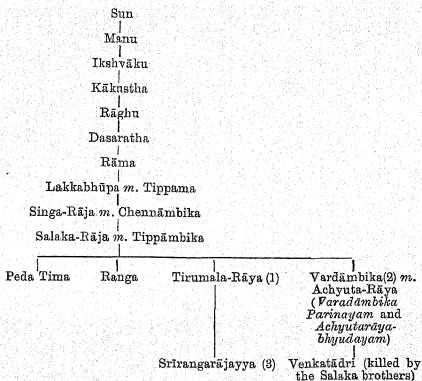 Sun
Manu
Ikshvāku
Kākustha
Rāghu
Dasaratha
Rāma
Lakkabhūpa m. Tippama
Singa-Rāja m. Chennāmbika
Salaka-Rāja m. Tippāmbika
Peda Tima Ranga Tirumala-Rāya (1) Vardāmbika(2) m.
Achyuta-Rāya
(Varadāmbika
Parinayam and
Achyutarāya-
bhyudayam)
Srīrangarājayya (3) Venkatādri (killed by
the Salaka brothers)